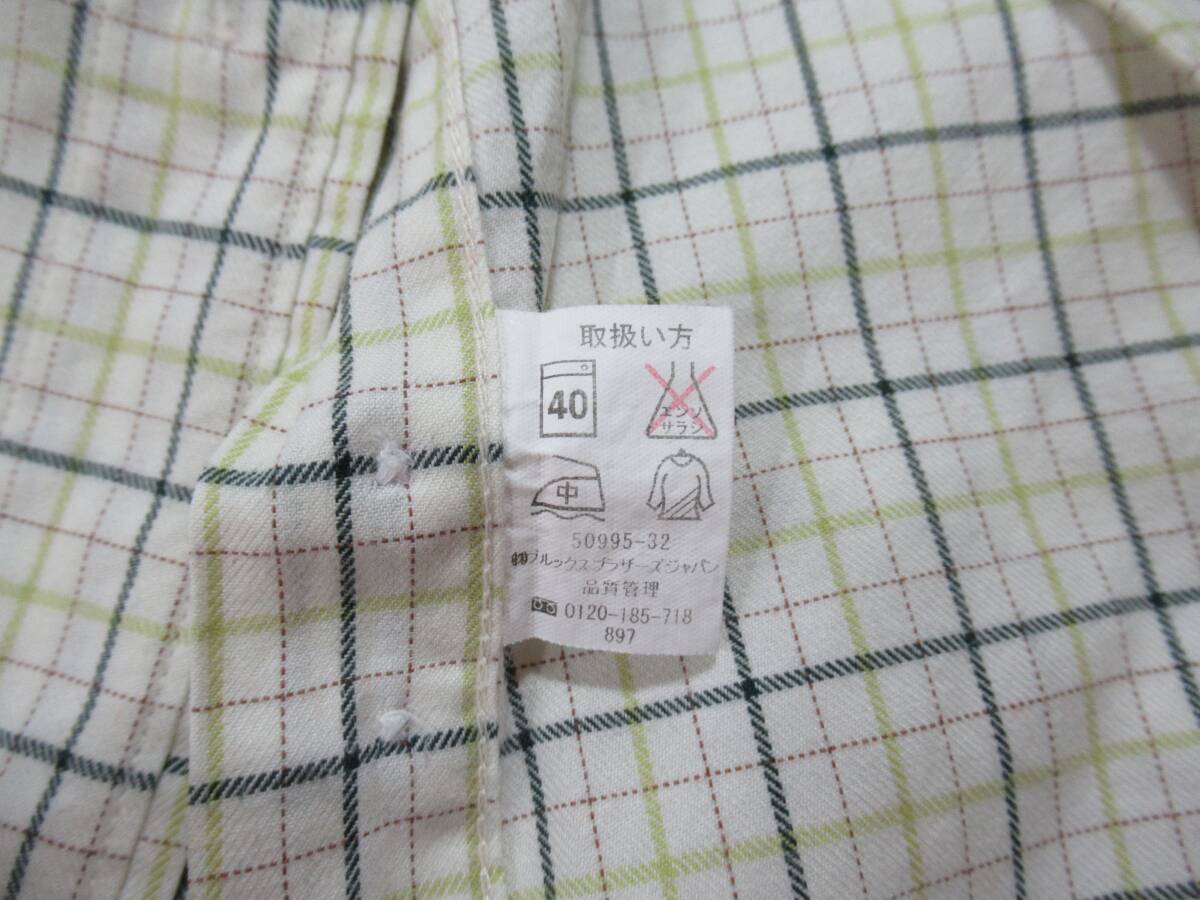 取扱い方
40
エンソ
サラシ
中
50995-32
㈱ブルックスブラザーズジャパン
品質管理
0120-185-718
897